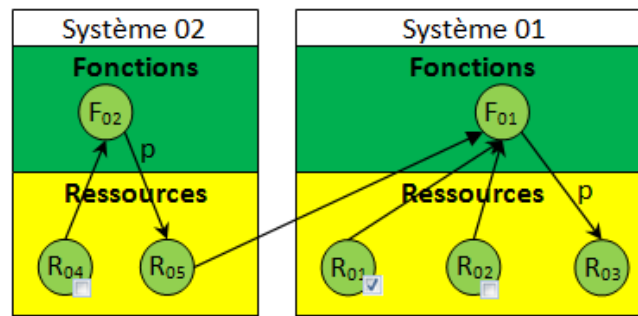 Système 02
Fonctions
F02
p
Ressources
R04
R05
Système 01
Fonctions
F01
p
Ressources
R01
R02
R03